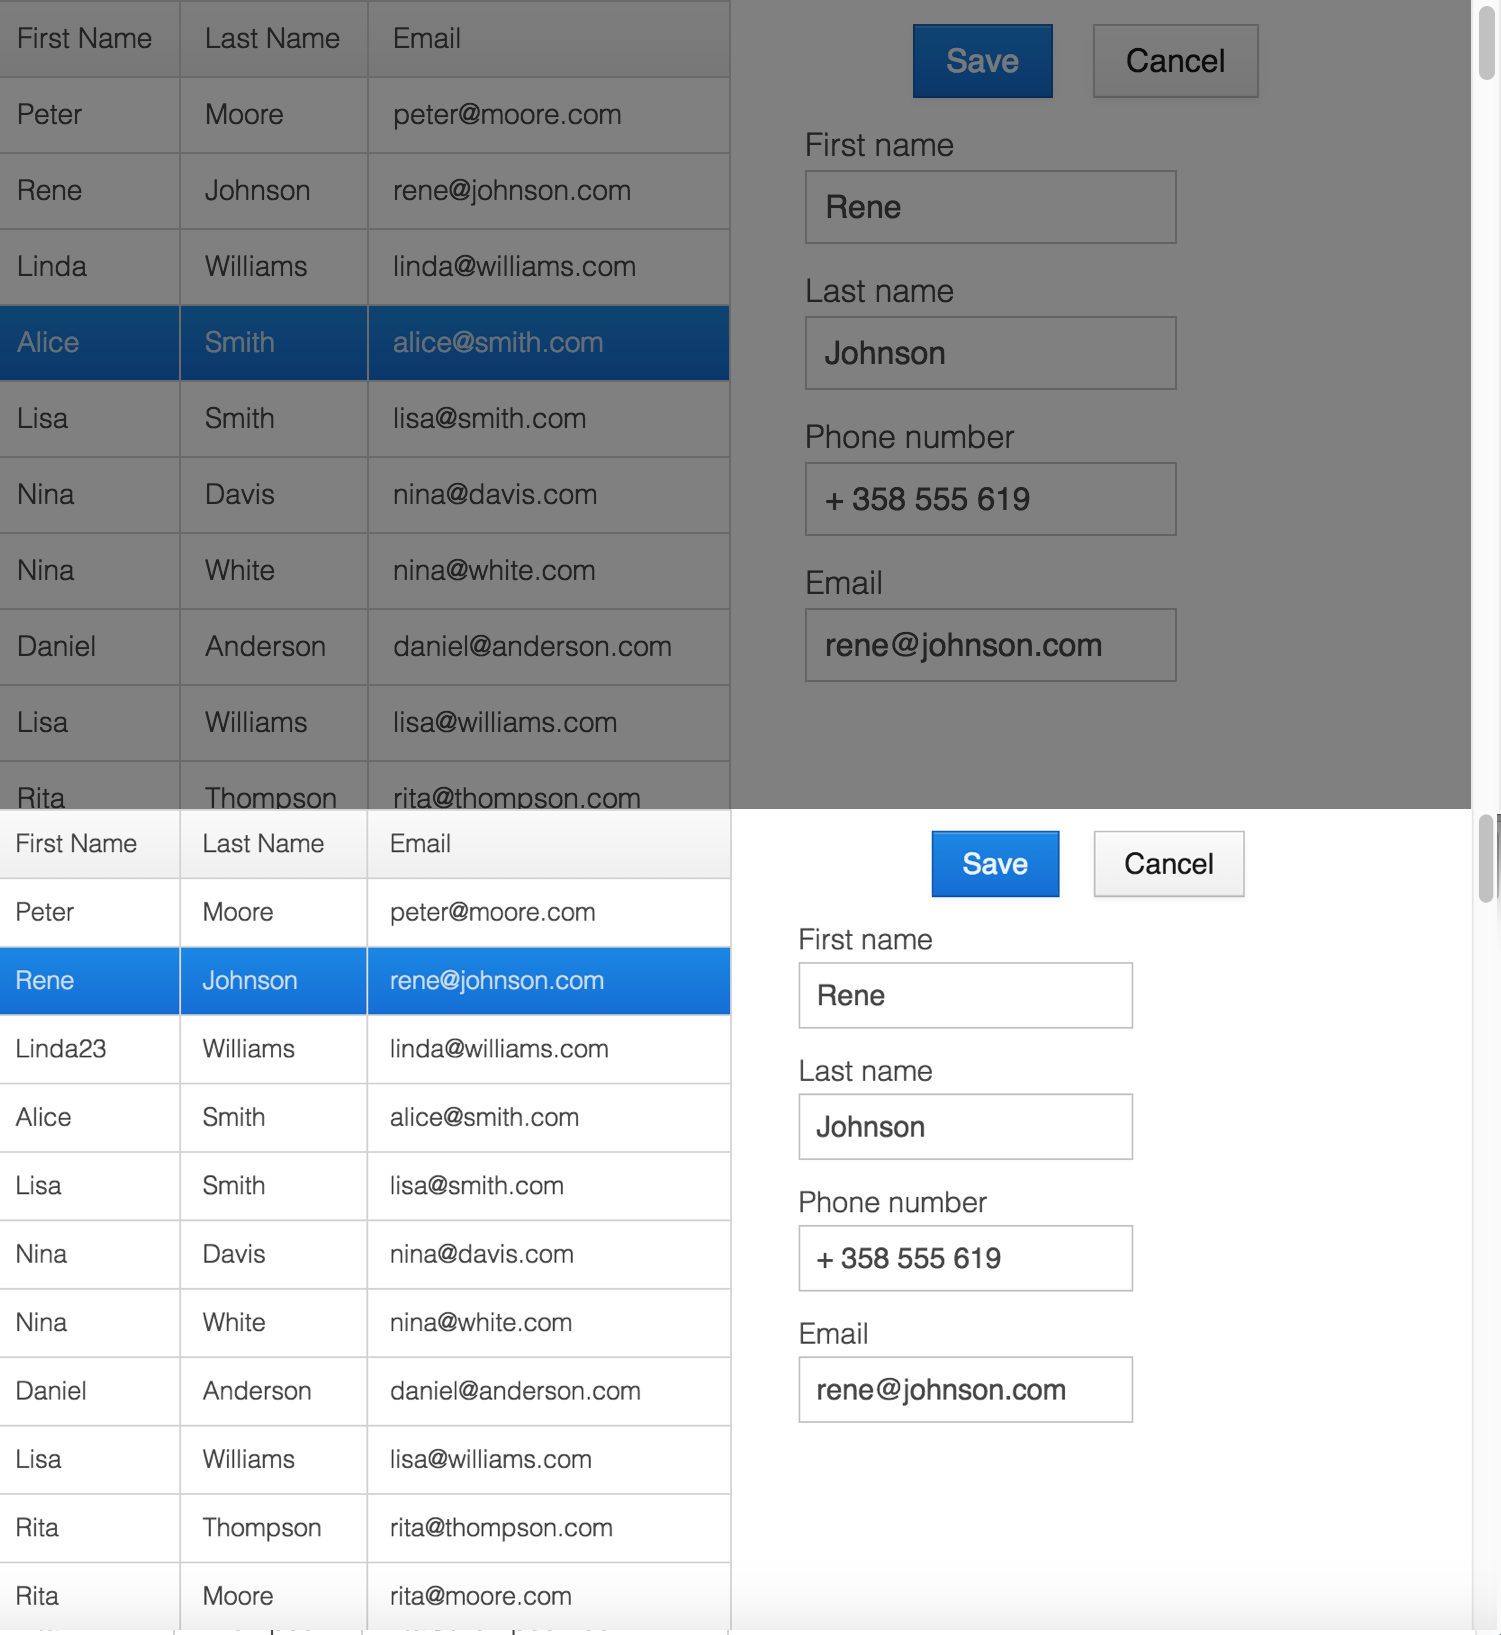 First Name Last Name Email
Peter Moore peter@moore.com
Rene Johnson rene@johnson.com
Linda Williams linda@williams.com
Alice Smith alice@smith.com
Lisa Smith lisa@smith.com
Nina Davis nina@davis.com
Nina White nina@white.com
Daniel Anderson daniel@anderson.com
Lisa Williams lisa@williams.com
Rita Thompson rita@thompson.com
Save Cancel
First name
Rene
Last name
Johnson
Phone number
+ 358 555 619
Email
rene@johnson.com
First Name Last Name Email
Peter Moore peter@moore.com
Rene Johnson rene@johnson.com
Linda23 Williams linda@williams.com
Alice Smith alice@smith.com
Lisa Smith lisa@smith.com
Nina Davis nina@davis.com
Nina White nina@white.com
Daniel Anderson daniel@anderson.com
Lisa Williams lisa@williams.com
Rita Thompson rita@thompson.com
Rita Moore rita@moore.com
Save Cancel
First name
Rene
Last name
Johnson
Phone number
+ 358 555 619
Email
rene@johnson.com